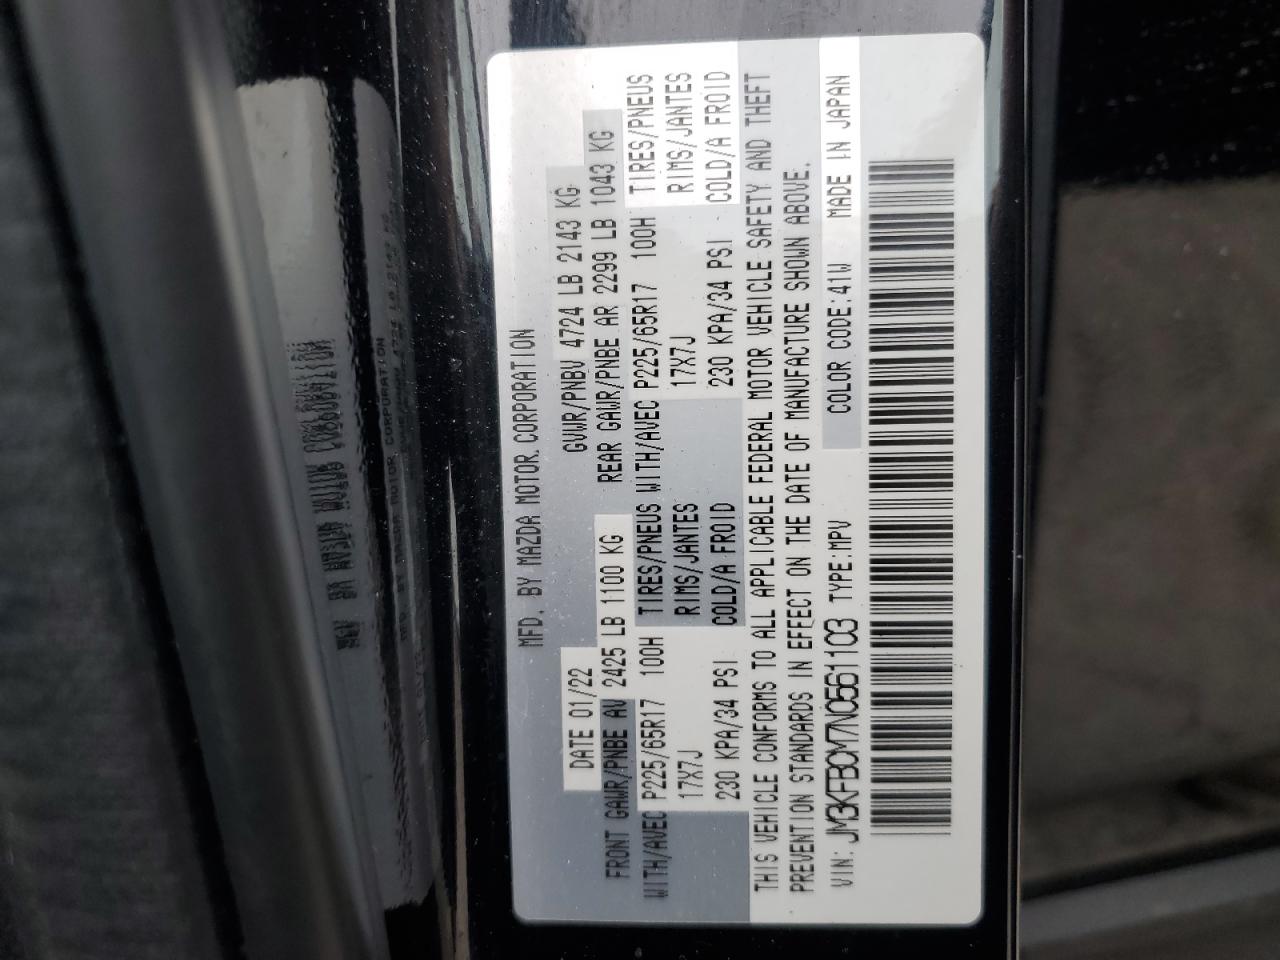 MFD. BY MAZDA MOTOR CORPORATION
DATE 01/22 GVWR/PNBV 4724 LB 2143 KG
FRONT GAWR/PNBE AV 2425 LB 1100 KG REAR GAWR/PNBE AR 2299 LB 1043 KG
WITH/AVEC P225/65R17 100H TIRES/PNEUS WITH/AVEC P225/65R17 100H TIRES/PNEUS
17X7J RIMS/JANTES 17X7J RIMS/JANTES
230 KPA/34 PSI COLD/A FROID 230 KPA/34 PSI COLD/A FROID
THIS VEHICLE CONFORMS TO ALL APPLICABLE FEDERAL MOTOR VEHICLE SAFETY AND THEFT
PREVENTION STANDARDS IN EFFECT ON THE DATE OF MANUFACTURE SHOWN ABOVE.
VIN: JM3KFBCM7N0561103 TYPE:MPV COLOR CODE:41W MADE IN JAPAN